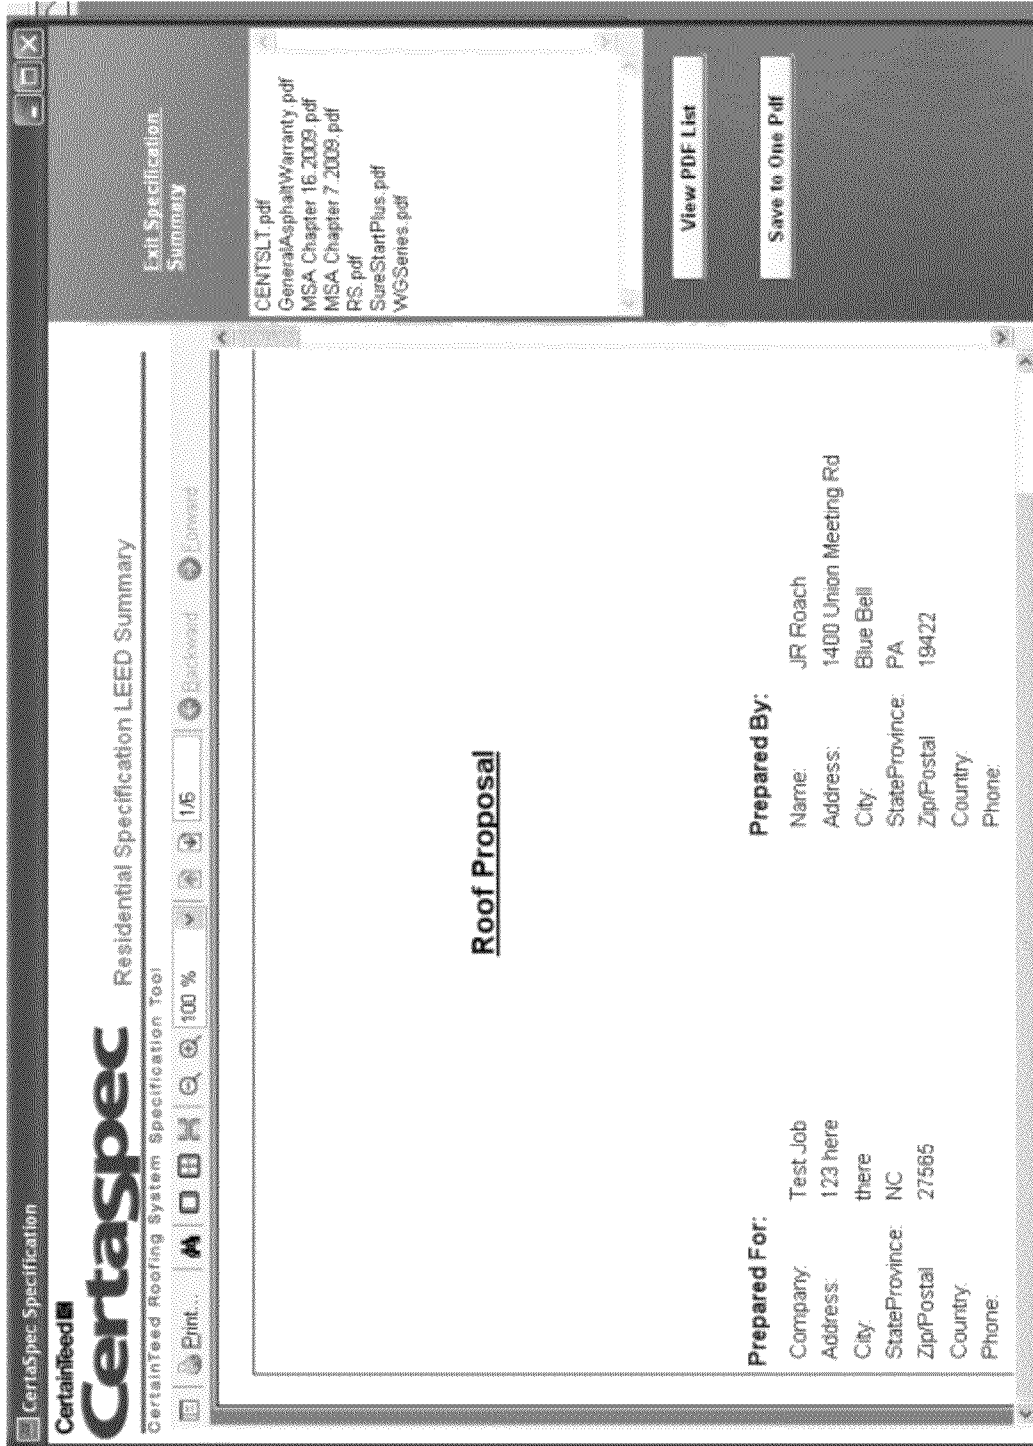 CertaSpec Specification
CertainTeed
Certaspec
Residential Specification LEED Summary
CertainTeed Roofing System Specification Tool
Print...
100 %
1/6
Backward
Forward
Exit Specification
Summary
CENTSLT.pdf
GeneralAsphaltWarranty.pdf
MSA Chapter 16.2009.pdf
MSA Chapter 7.2009.pdf
RS.pdf
SureStartPlus.pdf
WGSeries.pdf
View PDF List
Save to One Pdf
Roof Proposal
Prepared For:
Company: Test Job
Address: 123 here
City: there
StateProvince: NC
Zip/Postal 27565
Country:
Phone:
Prepared By:
Name: JR Roach
Address: 1400 Union Meeting Rd
City: Blue Bell
StateProvince: PA
Zip/Postal 19422
Country:
Phone: